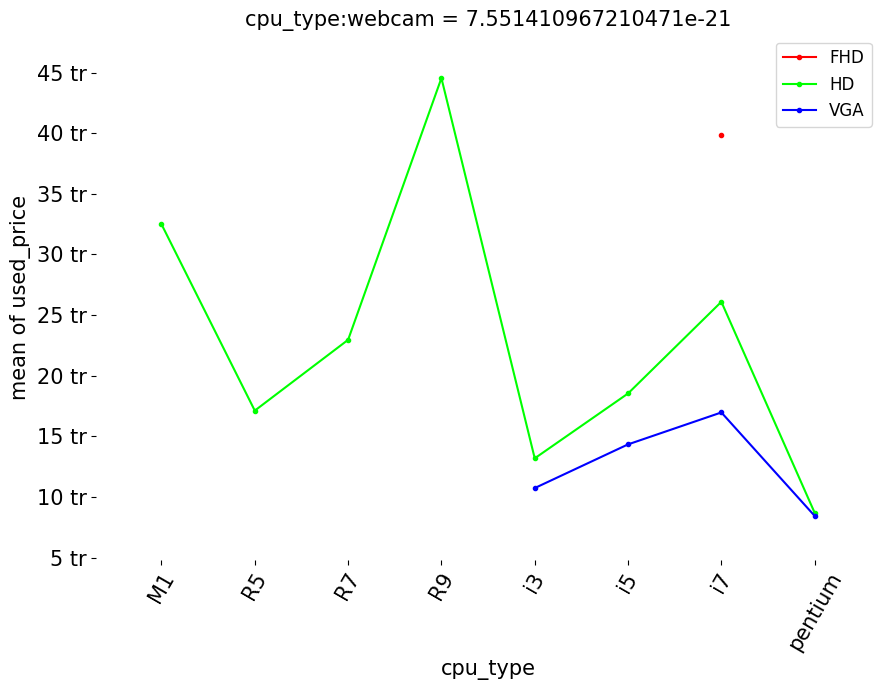 cpu_type:webcam = 7.551410967210471e-21
FHD
HD
VGA
45 tr
40 tr
35 tr
30 tr
25 tr
20 tr
15 tr
10 tr
5 tr
mean of used_price
M1
R5
R7
R9
i3
i5
i7
pentium
cpu_type